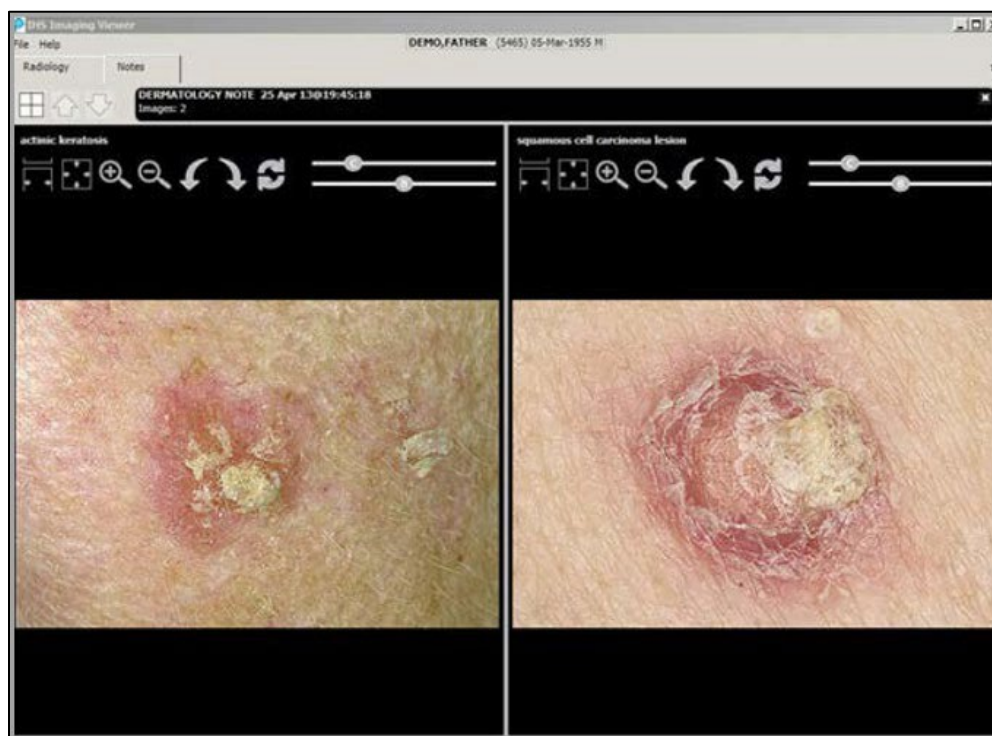 IHS Imaging Viewer
File Help
DEMO,FATHER (5465) 05-Mar-1955 M
Radiology Notes
DERMATOLOGY NOTE 25 Apr 13@19:45:18
Images: 2
actinic keratosis
squamous cell carcinoma lesion
C
B
C
B